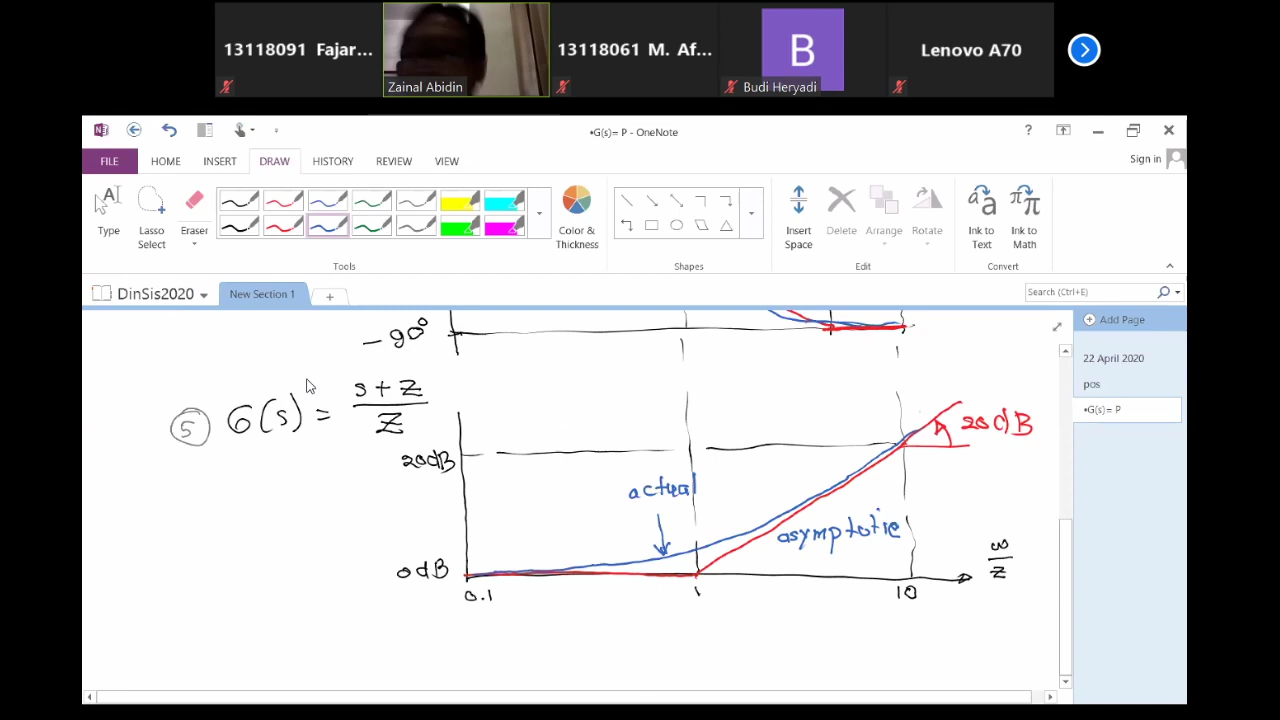 13118091 Fajar...
Zainal Abidin
13118061 M. Af...
B
Budi Heryadi
Lenovo A70
•G(s)= P - OneNote
?
FILE
HOME
INSERT
DRAW
HISTORY
REVIEW
VIEW
Sign in
Type
Lasso Select
Eraser
Color & Thickness
Insert Space
Delete
Arrange
Rotate
Ink to Text
Ink to Math
Tools
Shapes
Edit
Convert
DinSis2020
New Section 1
+
Search (Ctrl+E)
Add Page
22 April 2020
pos
•G(s)= P
-90°
5
G(s) = s+z / z
20dB
20dB
actual
asymptotic
0dB
ω/z
0.1
1
10